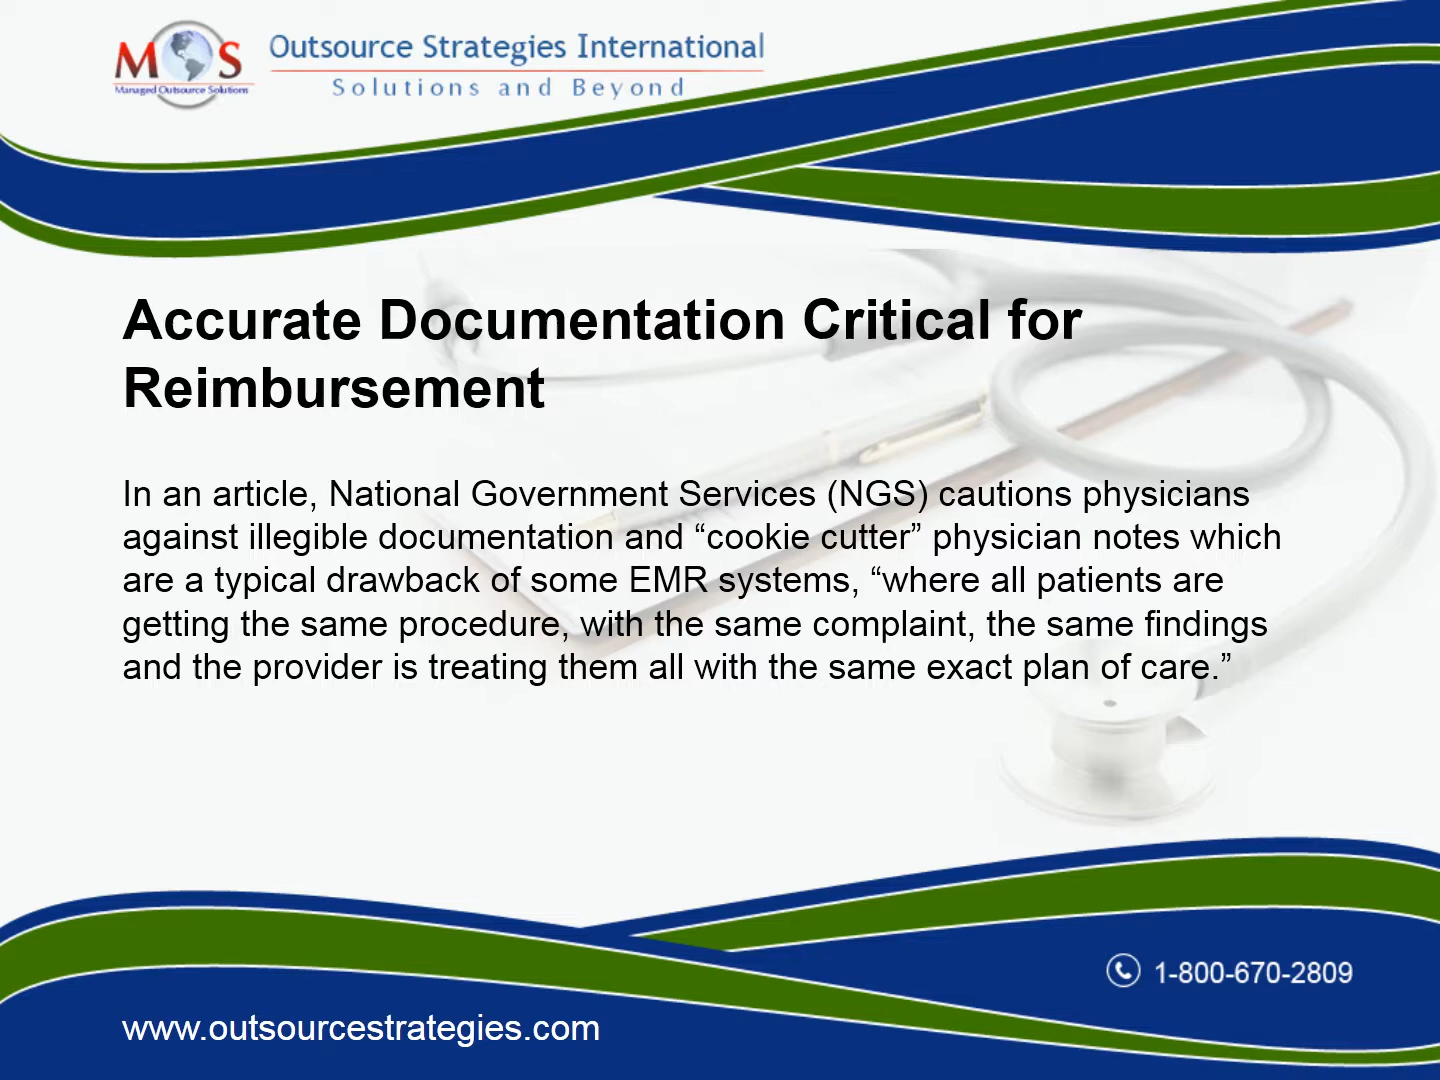 MOS
Managed Outsource Solutions
Outsource Strategies International
Solutions and Beyond
Accurate Documentation Critical for
Reimbursement
In an article, National Government Services (NGS) cautions physicians
against illegible documentation and “cookie cutter” physician notes which
are a typical drawback of some EMR systems, “where all patients are
getting the same procedure, with the same complaint, the same findings
and the provider is treating them all with the same exact plan of care.”
1-800-670-2809
www.outsourcestrategies.com